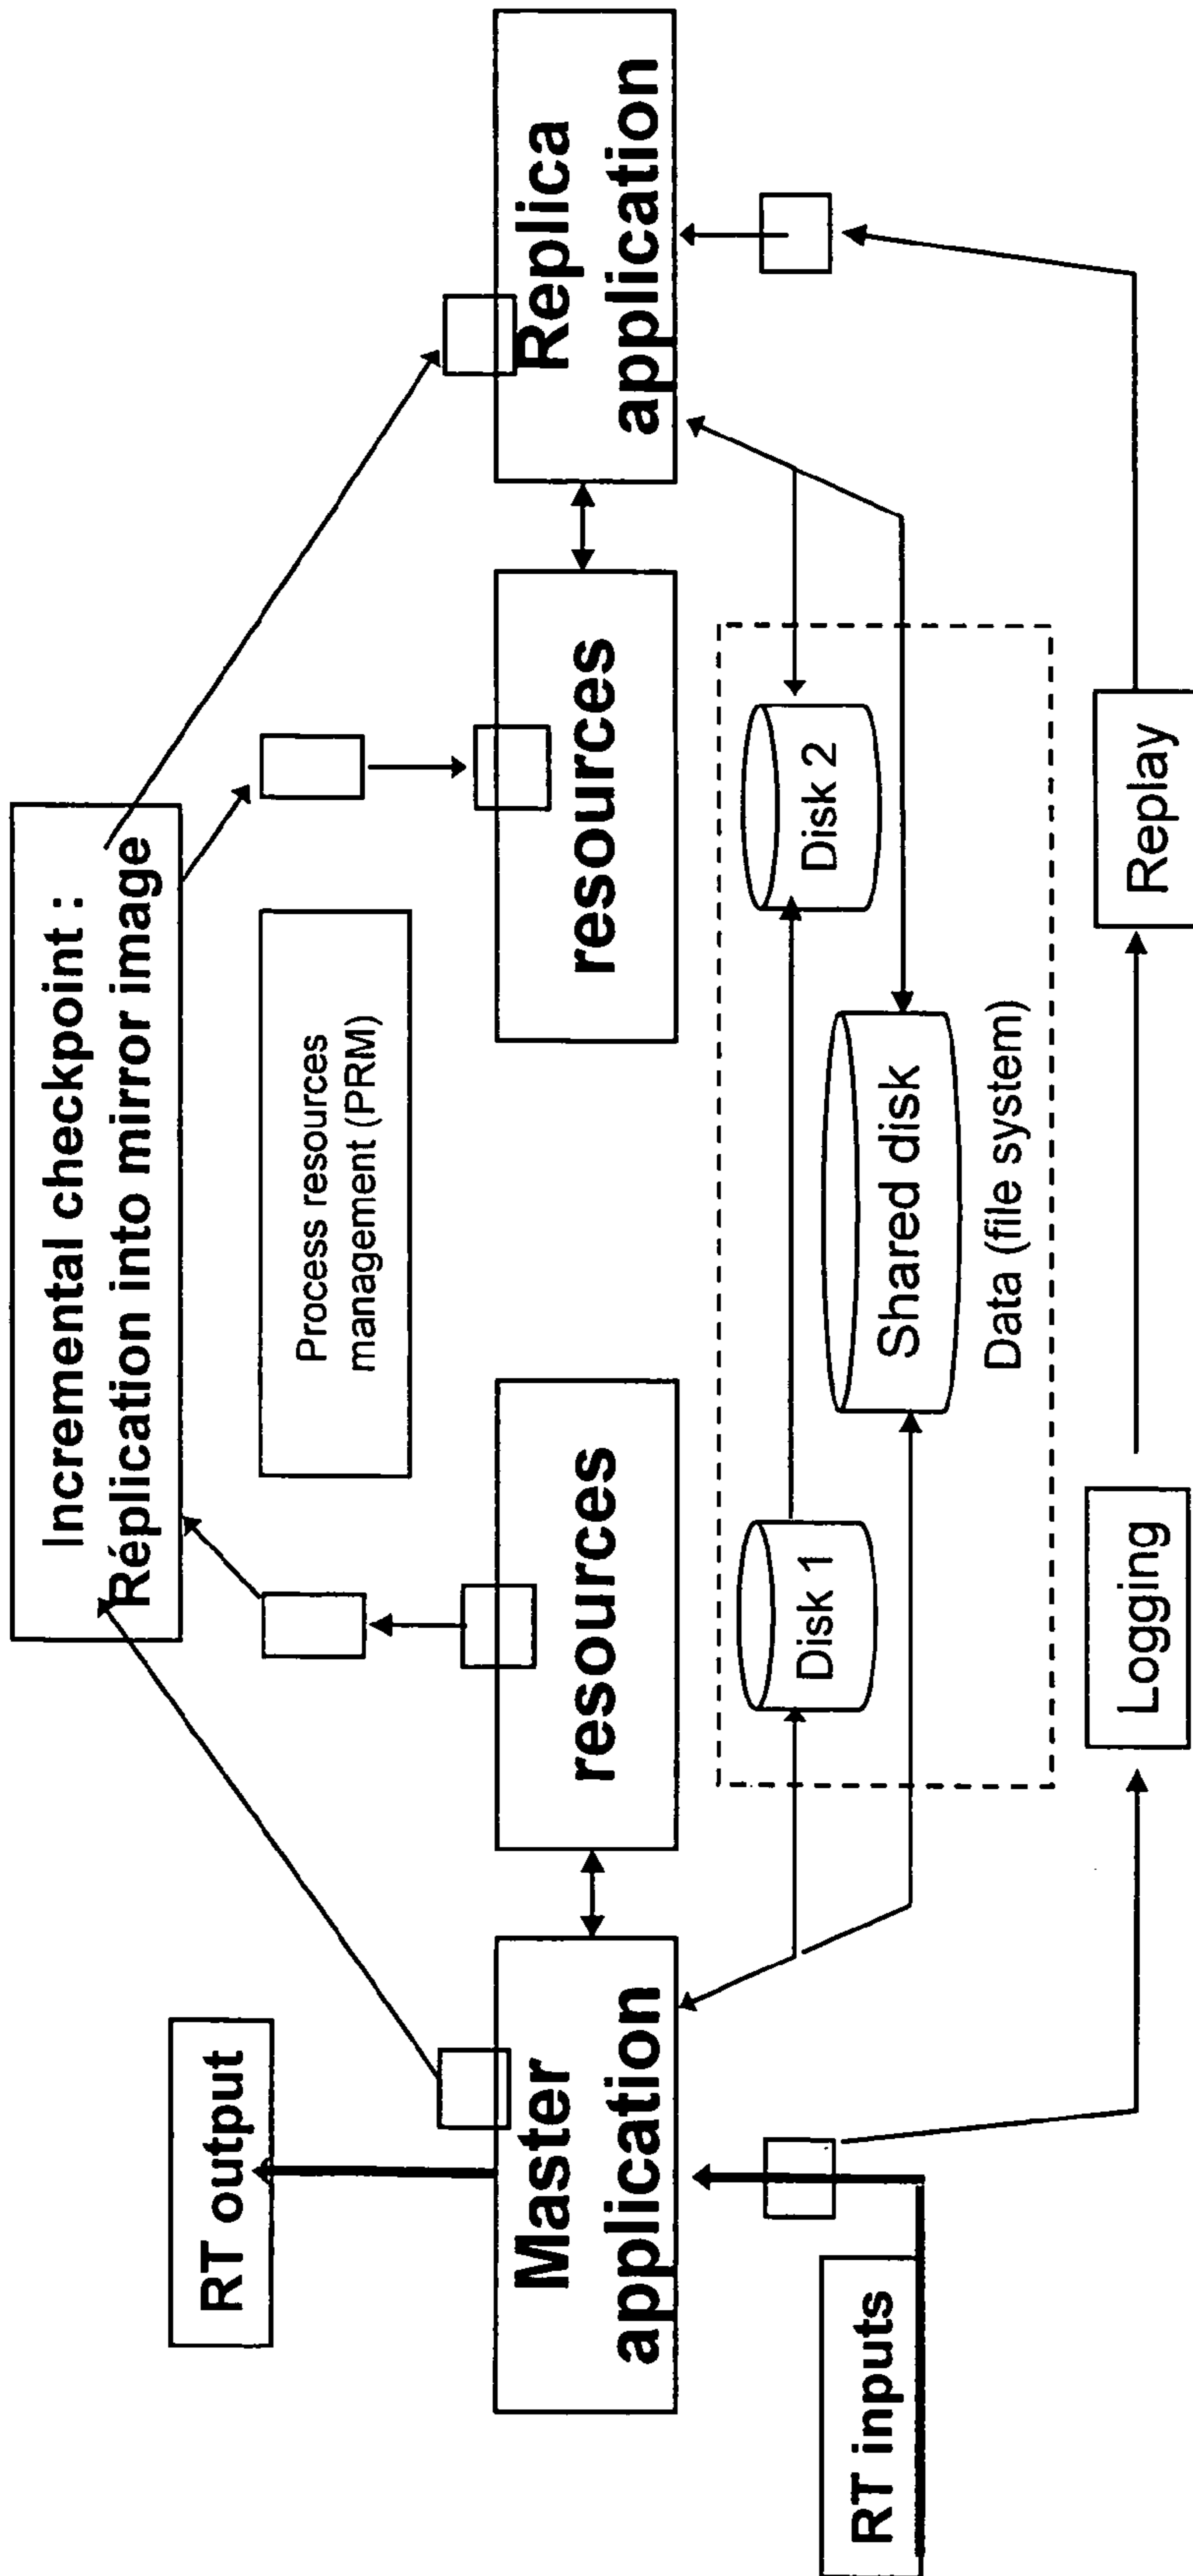 Incremental checkpoint :
Réplication into mirror image
RT output
Process resources
management (PRM)
Master
application
resources
resources
Replica
application
RT inputs
Disk 1
Disk 2
Shared disk
Data (file system)
Logging
Replay